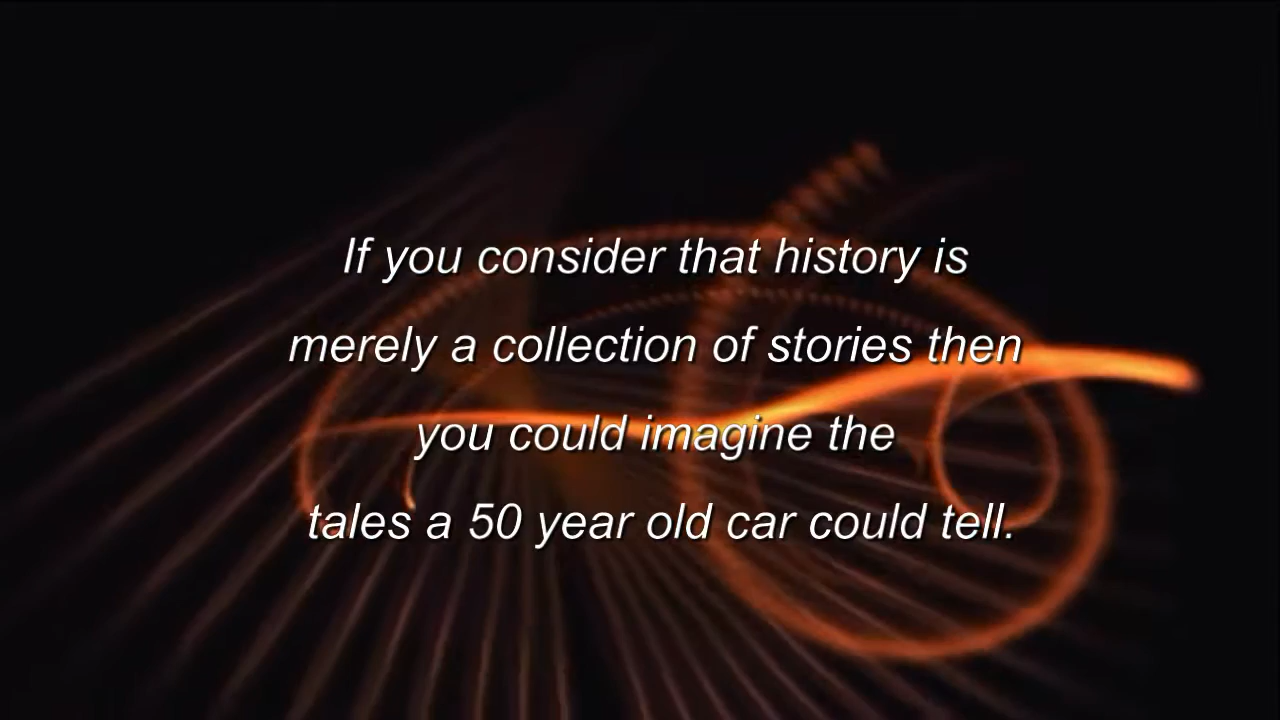 If you consider that history is
merely a collection of stories then
you could imagine the
tales a 50 year old car could tell.